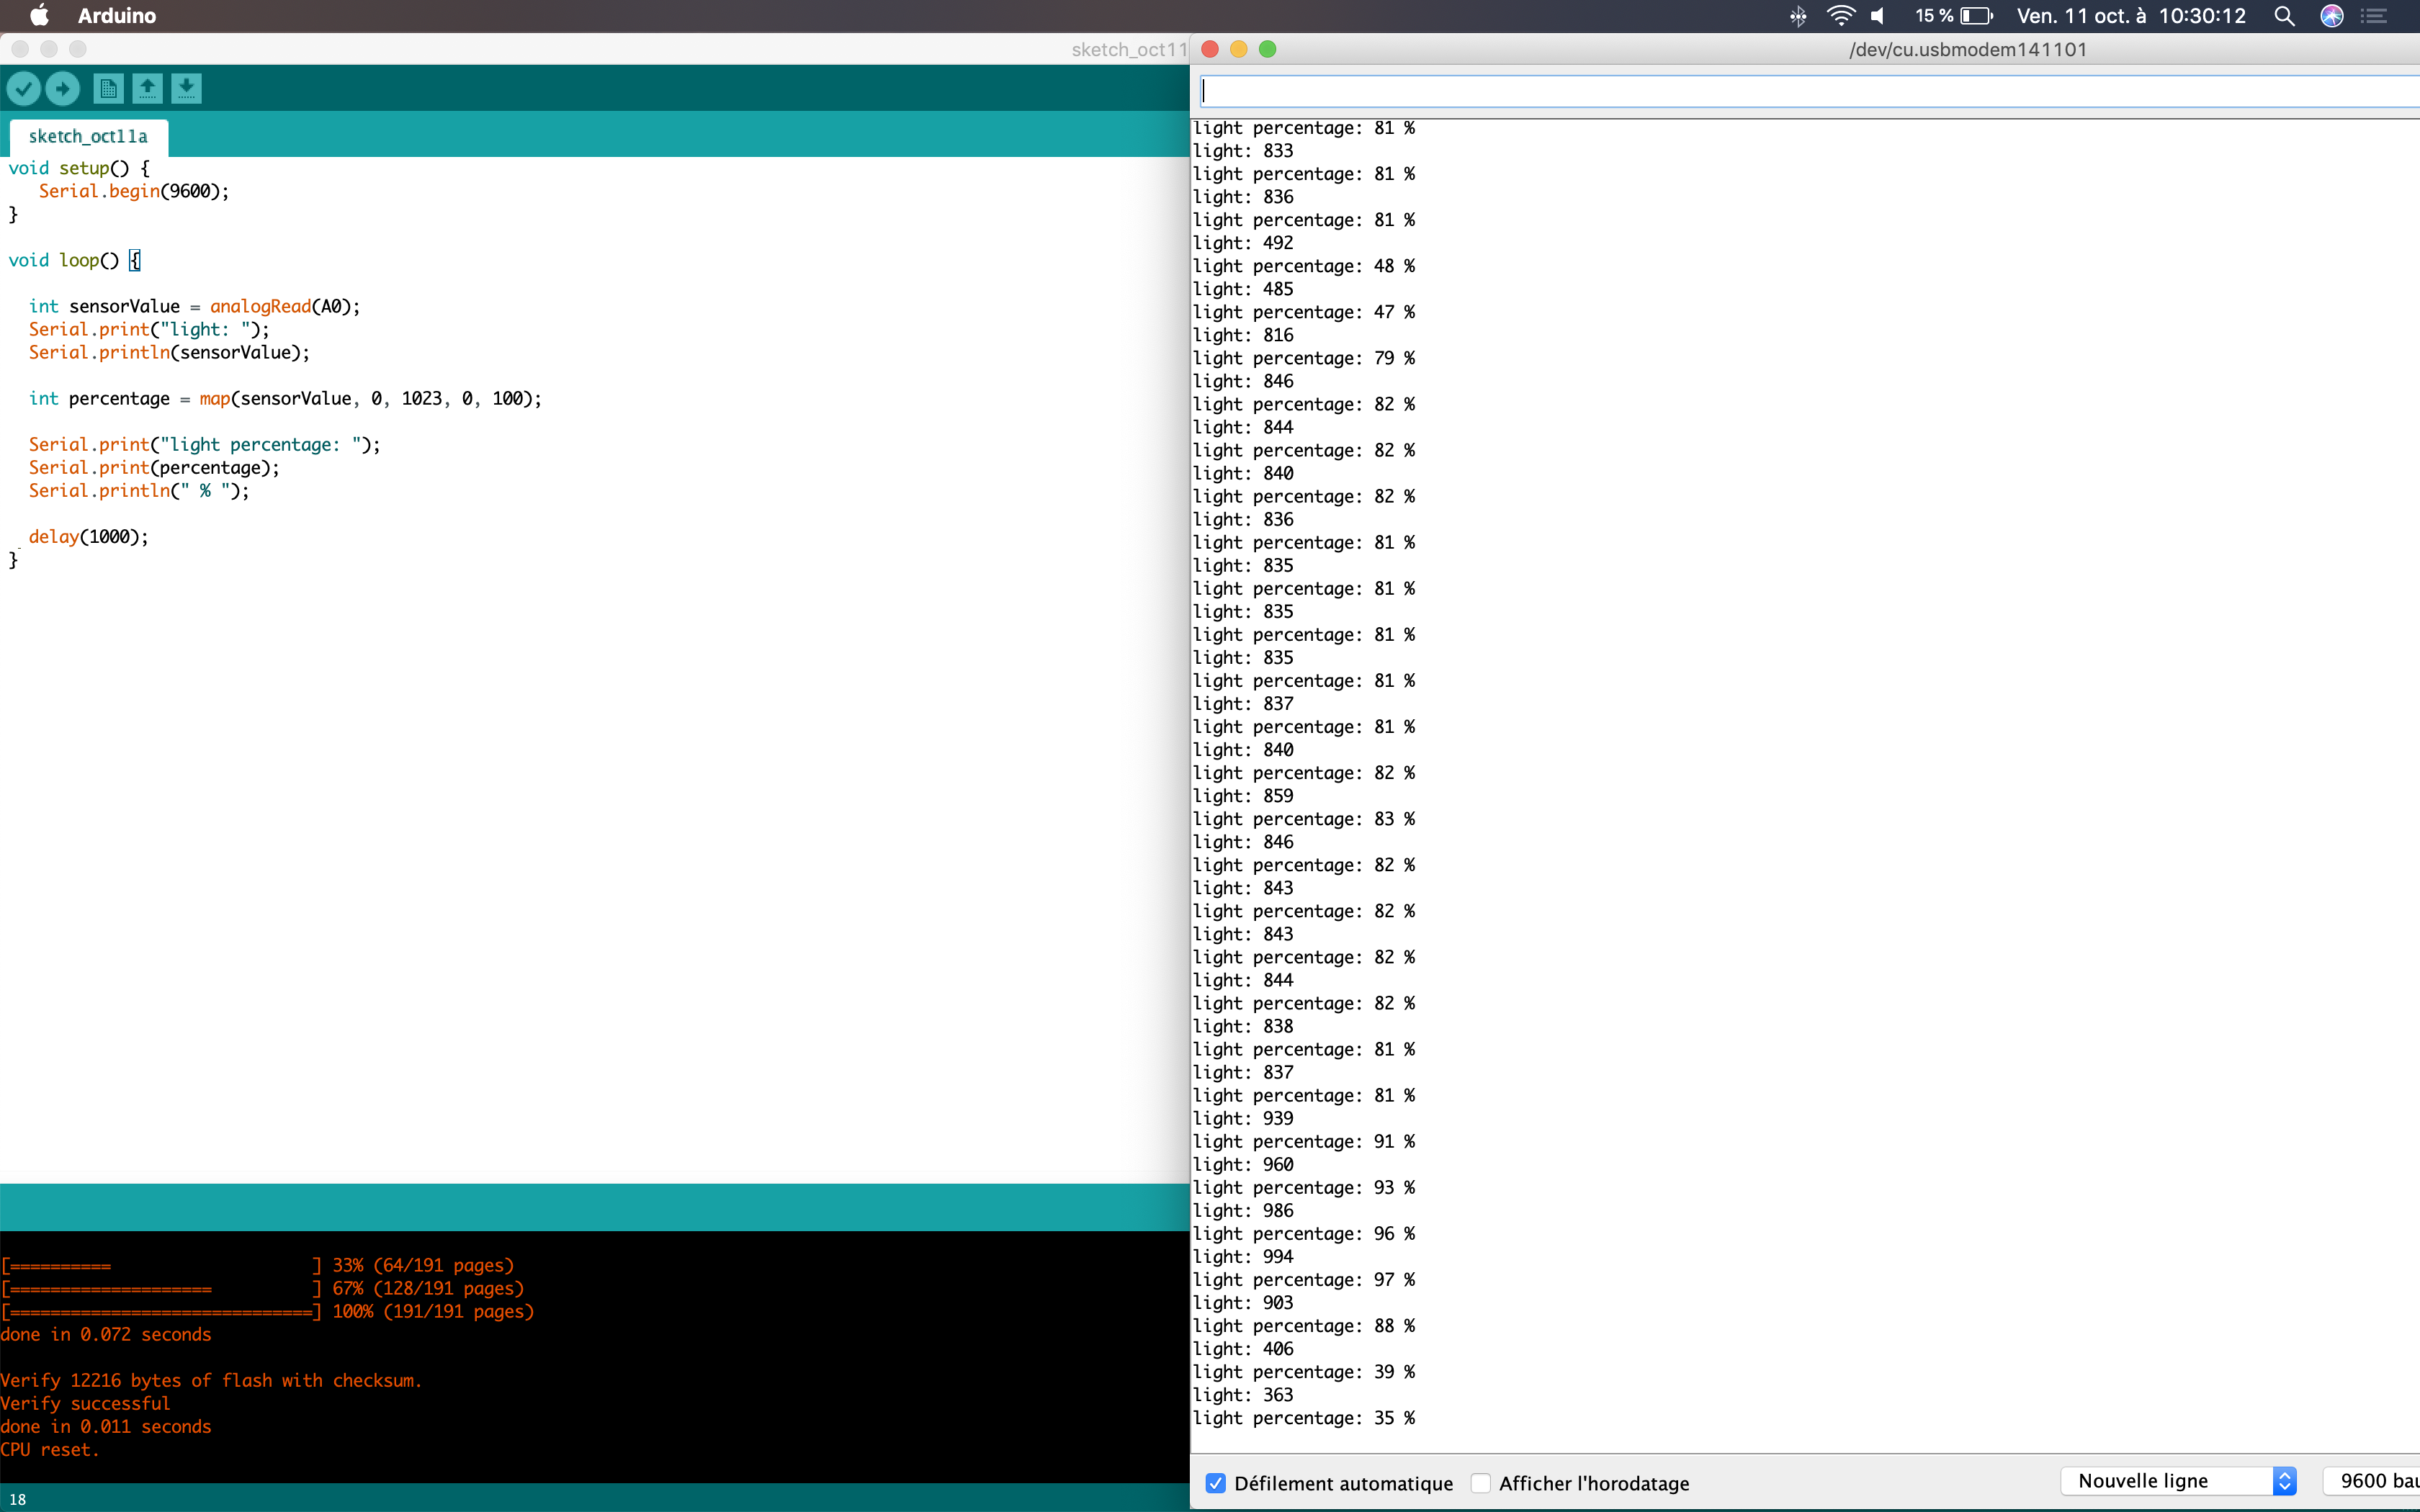 Arduino
15 %
Ven. 11 oct. à 10:30:12
sketch_oct11
/dev/cu.usbmodem141101
sketch_oct11a
void setup() {
Serial.begin(9600);
}
void loop() {
int sensorValue = analogRead(A0);
Serial.print("light: ");
Serial.println(sensorValue);
int percentage = map(sensorValue, 0, 1023, 0, 100);
Serial.print("light percentage: ");
Serial.print(percentage);
Serial.println(" % ");
delay(1000);
}
[==========                    ] 33% (64/191 pages)
[====================          ] 67% (128/191 pages)
[==============================] 100% (191/191 pages)
done in 0.072 seconds
Verify 12216 bytes of flash with checksum.
Verify successful
done in 0.011 seconds
CPU reset.
18
light percentage: 81 %
light: 833
light percentage: 81 %
light: 836
light percentage: 81 %
light: 492
light percentage: 48 %
light: 485
light percentage: 47 %
light: 816
light percentage: 79 %
light: 846
light percentage: 82 %
light: 844
light percentage: 82 %
light: 840
light percentage: 82 %
light: 836
light percentage: 81 %
light: 835
light percentage: 81 %
light: 835
light percentage: 81 %
light: 835
light percentage: 81 %
light: 837
light percentage: 81 %
light: 840
light percentage: 82 %
light: 859
light percentage: 83 %
light: 846
light percentage: 82 %
light: 843
light percentage: 82 %
light: 843
light percentage: 82 %
light: 844
light percentage: 82 %
light: 838
light percentage: 81 %
light: 837
light percentage: 81 %
light: 939
light percentage: 91 %
light: 960
light percentage: 93 %
light: 986
light percentage: 96 %
light: 994
light percentage: 97 %
light: 903
light percentage: 88 %
light: 406
light percentage: 39 %
light: 363
light percentage: 35 %
Défilement automatique
Afficher l'horodatage
Nouvelle ligne
9600 bau